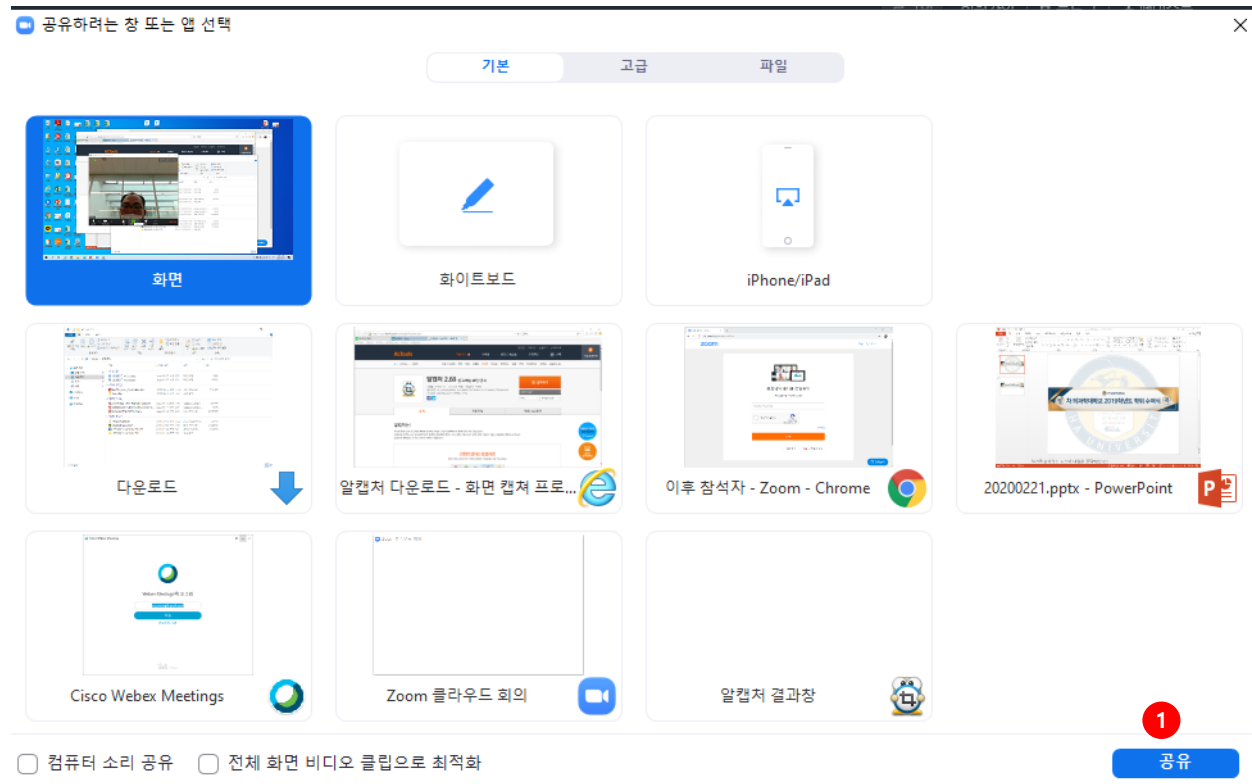 공유하려는 창 또는 앱 선택
기본 고급 파일
화면 화이트보드 iPhone/iPad
다운로드 알캡처 다운로드 - 화면 캡쳐 프로... 이후 참석자 - Zoom - Chrome 20200221.pptx - PowerPoint
Cisco Webex Meetings Zoom 클라우드 회의 알캡처 결과창
1
컴퓨터 소리 공유 전체 화면 비디오 클립으로 최적화 공유